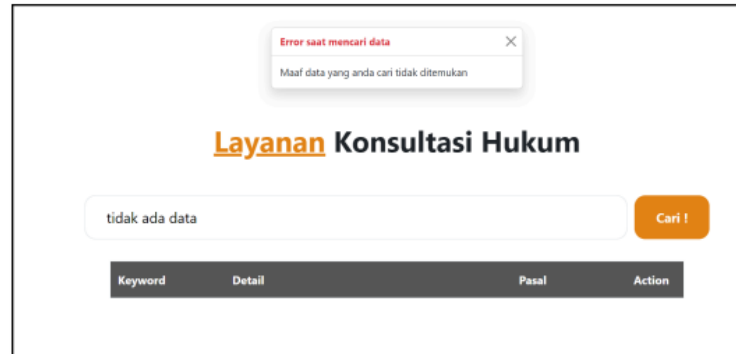 Error saat mencari data
Maaf data yang anda cari tidak ditemukan
Layanan Konsultasi Hukum
tidak ada data
Cari !
Keyword Detail Pasal Action